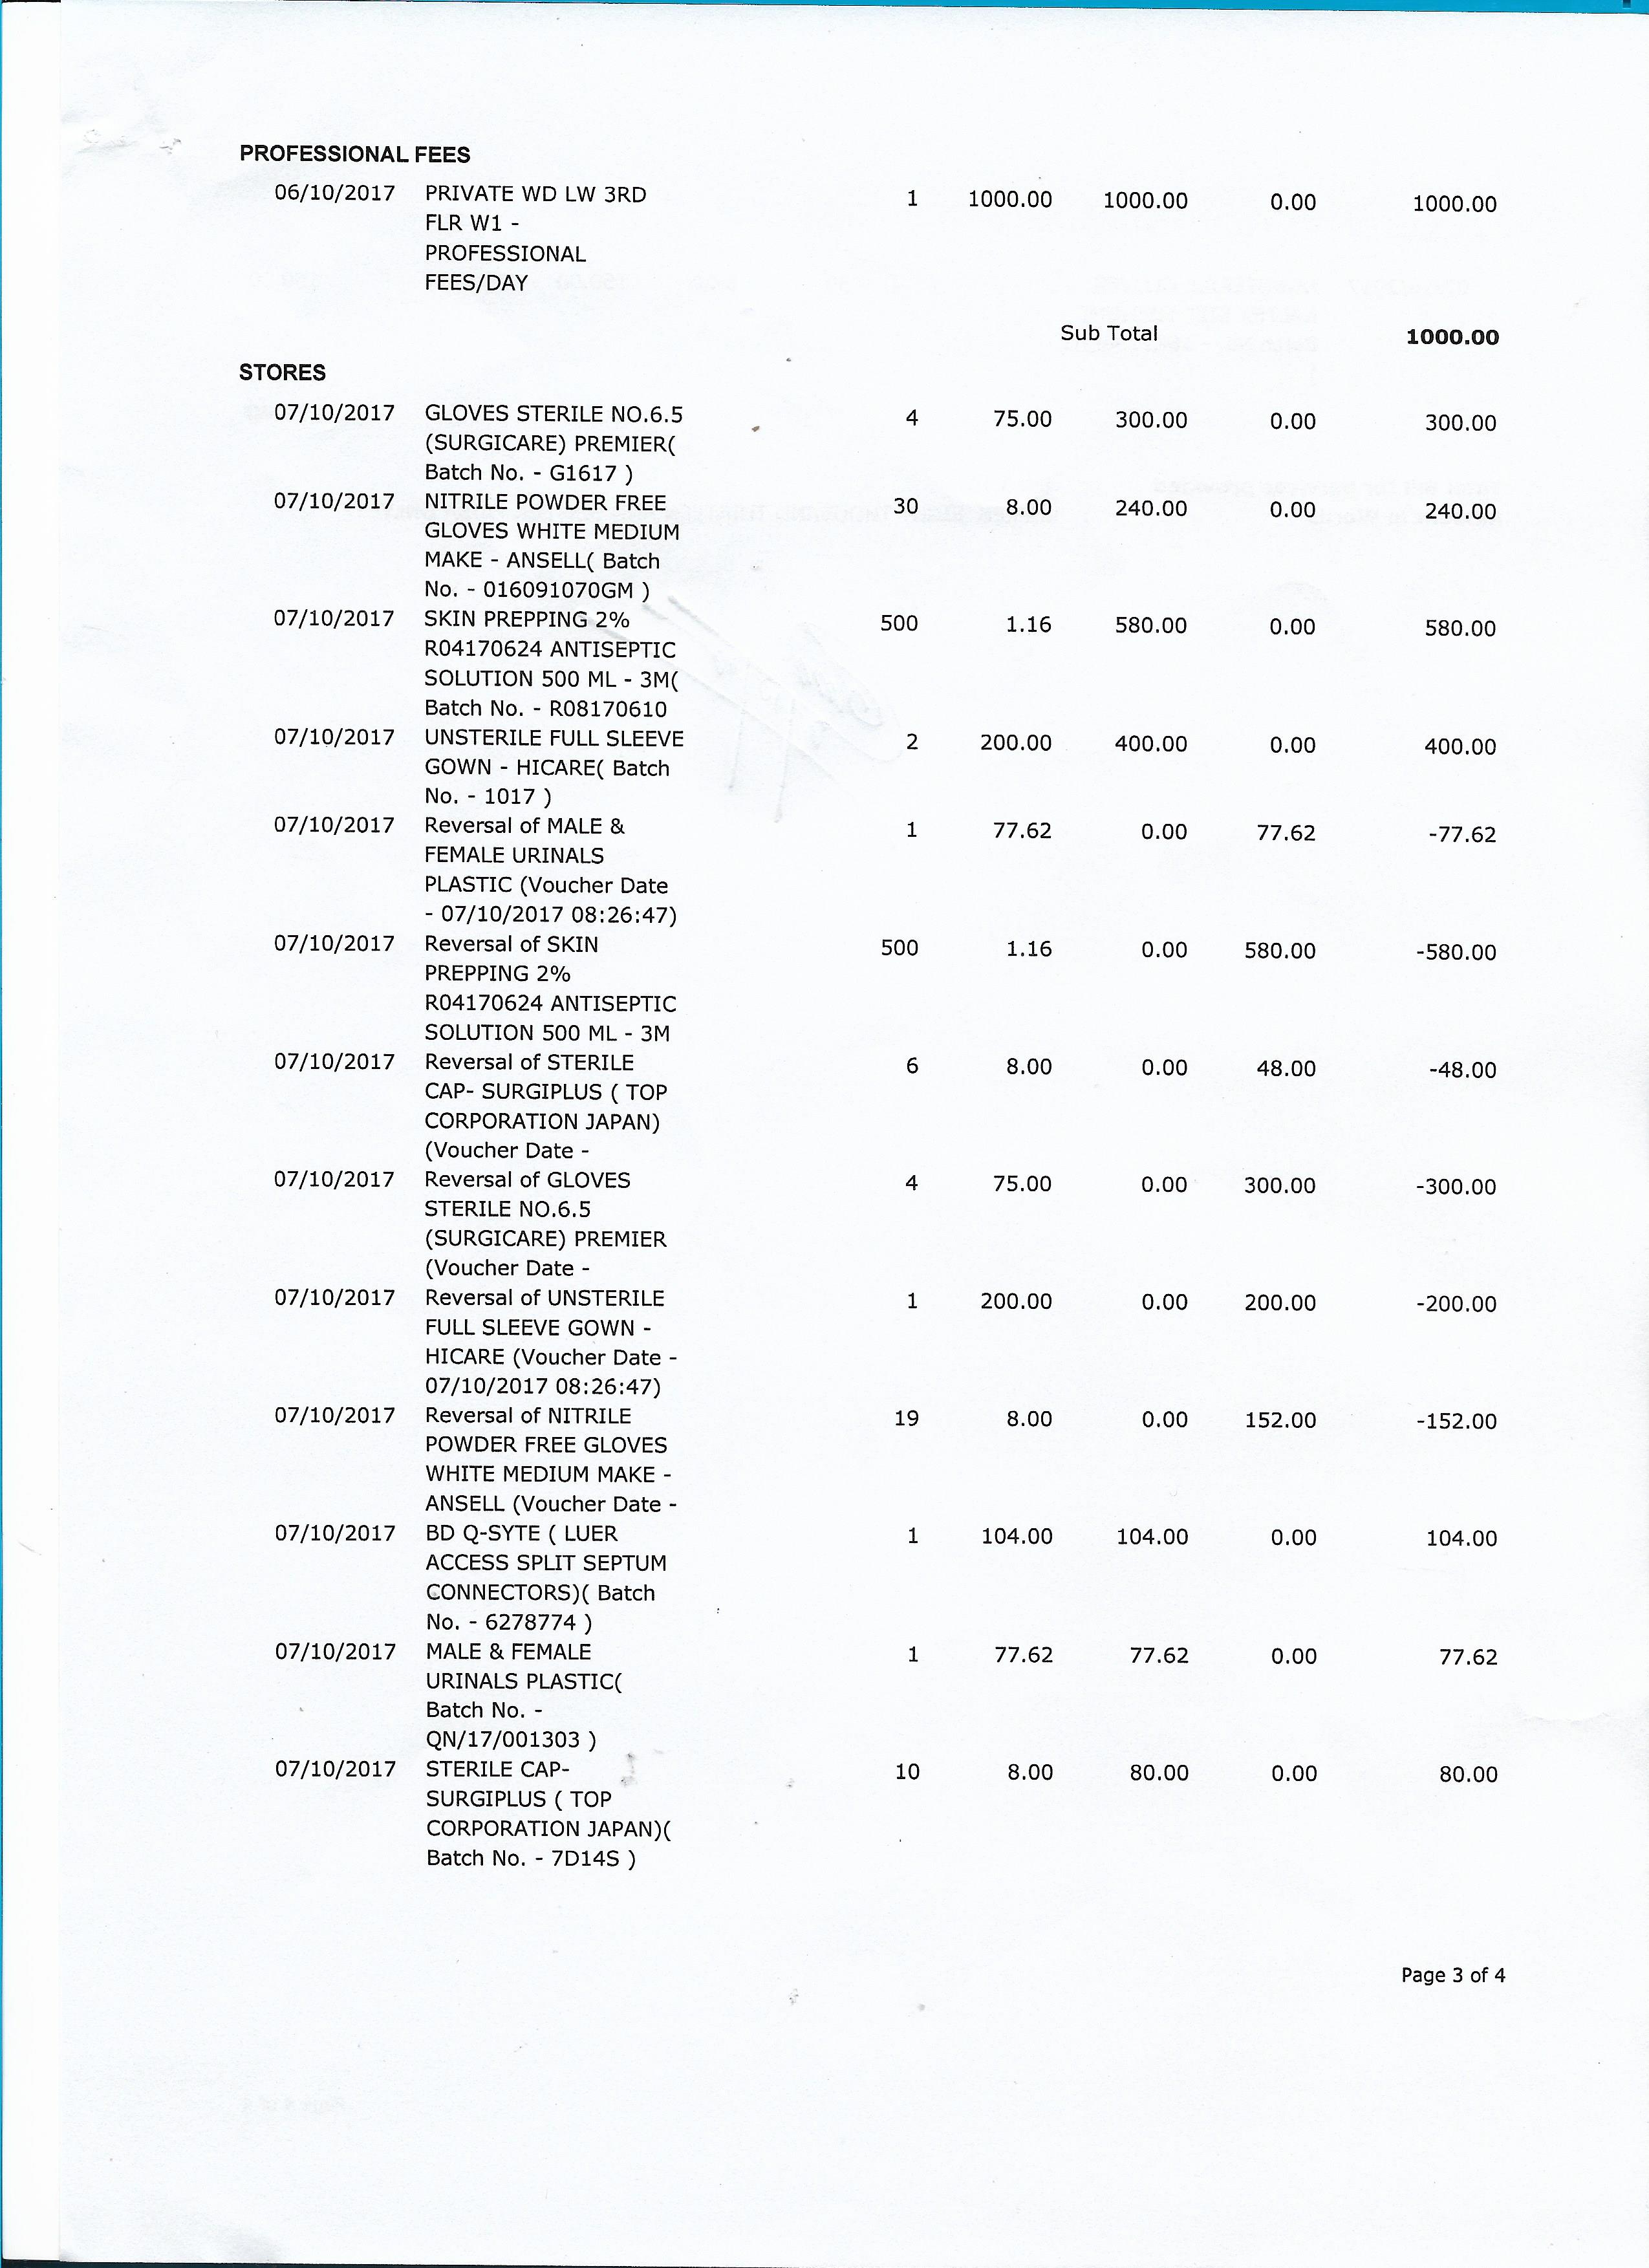 PROFESSIONAL FEES
06/10/2017 PRIVATE WD LW 3RD 1 1000.00 1000.00 0.00 1000.00
FLR W1 -
PROFESSIONAL
FEES/DAY
Sub Total 1000.00
STORES
07/10/2017 GLOVES STERILE NO.6.5 4 75.00 300.00 0.00 300.00
(SURGICARE) PREMIER(
Batch No. - G1617 )
07/10/2017 NITRILE POWDER FREE 30 8.00 240.00 0.00 240.00
GLOVES WHITE MEDIUM
MAKE - ANSELL( Batch
No. - 016091070GM )
07/10/2017 SKIN PREPPING 2% 500 1.16 580.00 0.00 580.00
R04170624 ANTISEPTIC
SOLUTION 500 ML - 3M(
Batch No. - R08170610
07/10/2017 UNSTERILE FULL SLEEVE 2 200.00 400.00 0.00 400.00
GOWN - HICARE( Batch
No. - 1017 )
07/10/2017 Reversal of MALE & 1 77.62 0.00 77.62 -77.62
FEMALE URINALS
PLASTIC (Voucher Date
- 07/10/2017 08:26:47)
07/10/2017 Reversal of SKIN 500 1.16 0.00 580.00 -580.00
PREPPING 2%
R04170624 ANTISEPTIC
SOLUTION 500 ML - 3M
07/10/2017 Reversal of STERILE 6 8.00 0.00 48.00 -48.00
CAP- SURGIPLUS ( TOP
CORPORATION JAPAN)
(Voucher Date -
07/10/2017 Reversal of GLOVES 4 75.00 0.00 300.00 -300.00
STERILE NO.6.5
(SURGICARE) PREMIER
(Voucher Date -
07/10/2017 Reversal of UNSTERILE 1 200.00 0.00 200.00 -200.00
FULL SLEEVE GOWN -
HICARE (Voucher Date -
07/10/2017 08:26:47)
07/10/2017 Reversal of NITRILE 19 8.00 0.00 152.00 -152.00
POWDER FREE GLOVES
WHITE MEDIUM MAKE -
ANSELL (Voucher Date -
07/10/2017 BD Q-SYTE ( LUER 1 104.00 104.00 0.00 104.00
ACCESS SPLIT SEPTUM
CONNECTORS)( Batch
No. - 6278774 )
07/10/2017 MALE & FEMALE 1 77.62 77.62 0.00 77.62
URINALS PLASTIC(
Batch No. -
QN/17/001303 )
07/10/2017 STERILE CAP- 10 8.00 80.00 0.00 80.00
SURGIPLUS ( TOP
CORPORATION JAPAN)(
Batch No. - 7D14S )
Page 3 of 4